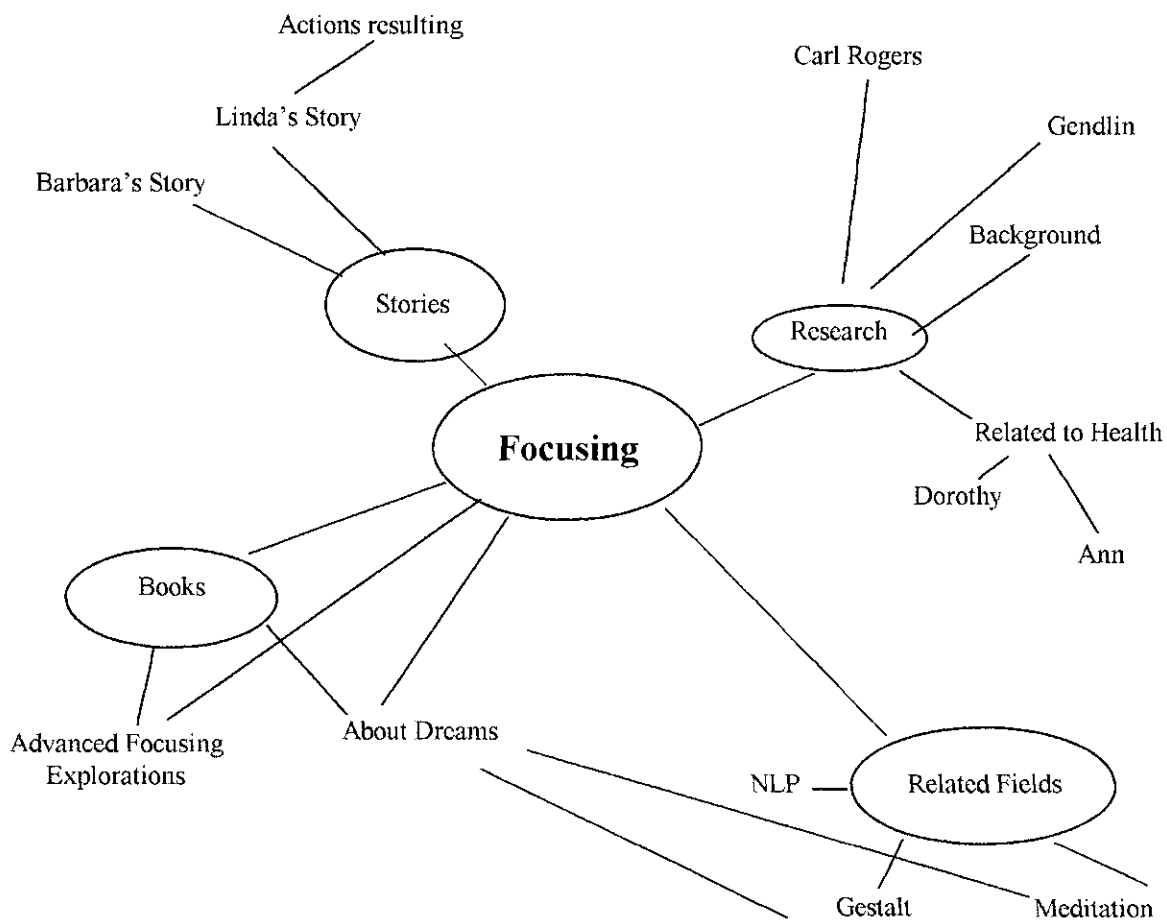 Actions resulting
Carl Rogers
Linda's Story
Gendlin
Barbara's Story
Background
Stories
Research
Focusing
Related to Health
Dorothy
Ann
Books
About Dreams
Advanced Focusing
Explorations
NLP
Related Fields
Gestalt
Meditation